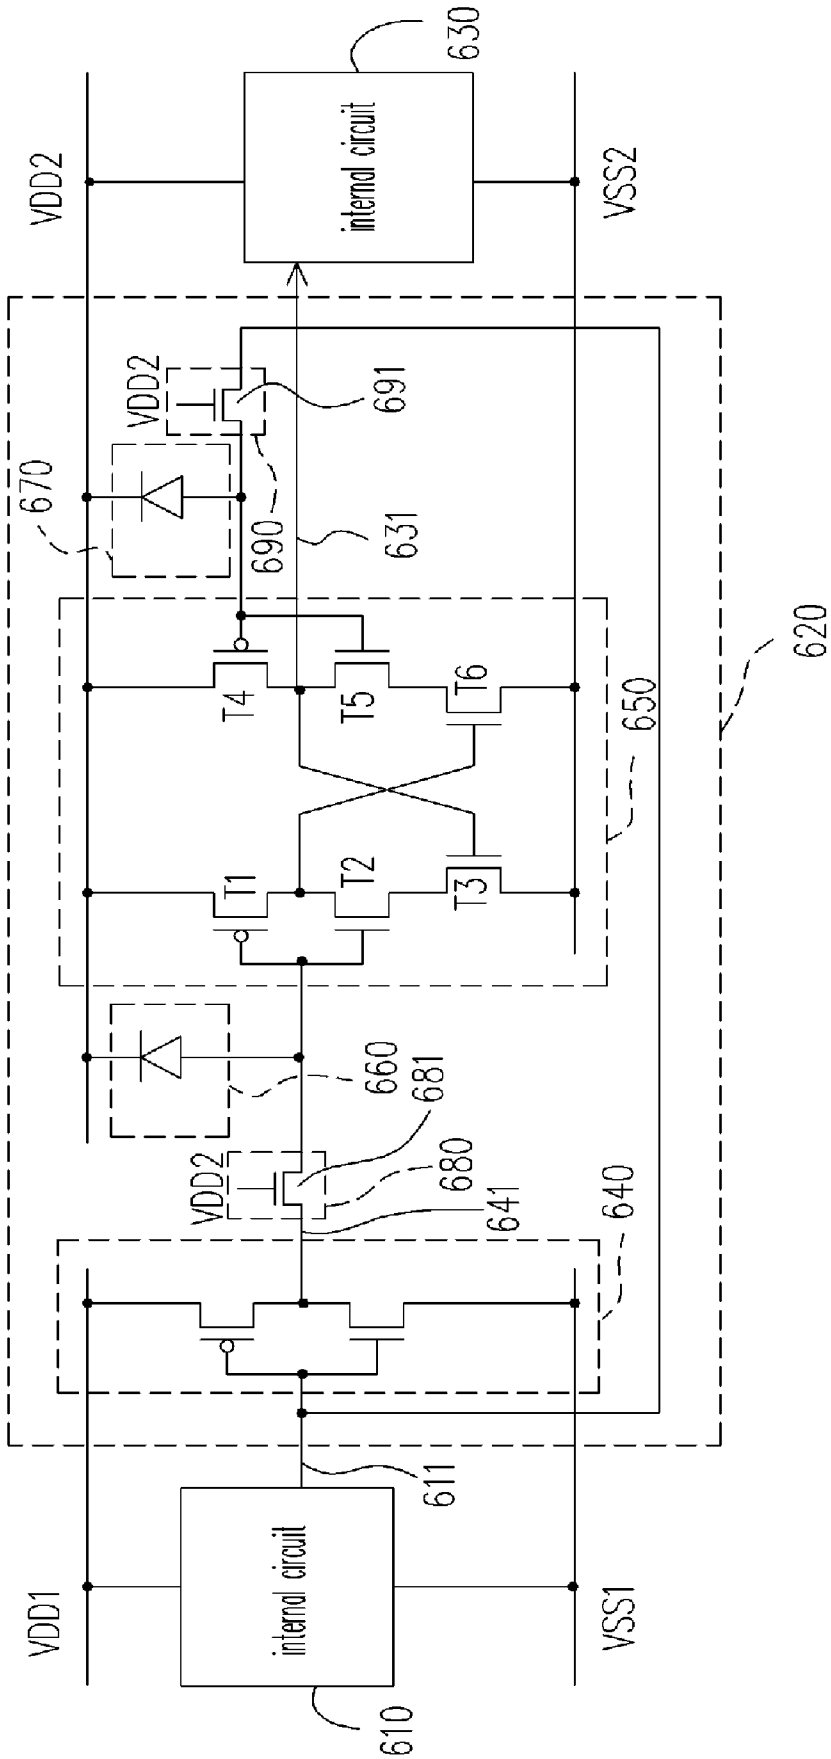 VDD1
VDD2
VDD2
VDD2
670
690
691
660
681
680
641
640
T1
T2
T3
T4
T5
T6
631
650
620
611
internal circuit
610
internal circuit
630
VSS1
VSS2